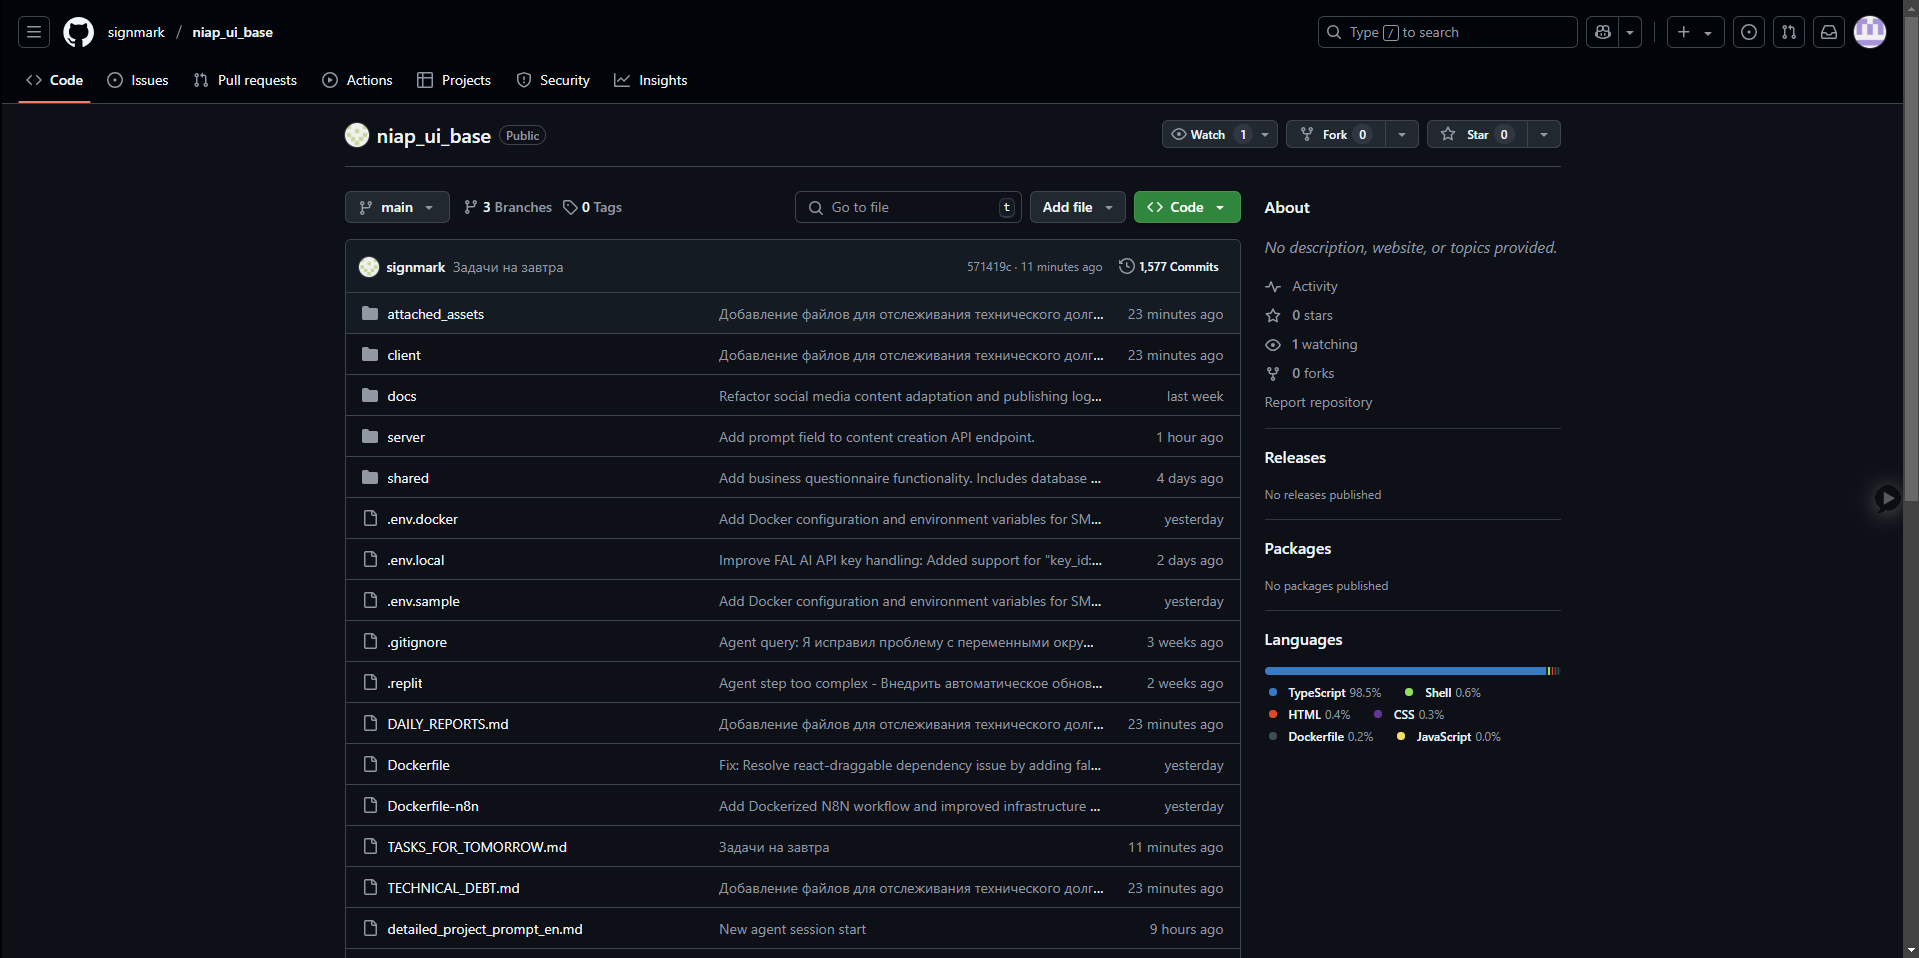 signmark / niap_ui_base
Type / to search
Code
Issues
Pull requests
Actions
Projects
Security
Insights
niap_ui_base Public
Watch 1
Fork 0
Star 0
main
3 Branches
0 Tags
Go to file t
Add file
Code
signmark Задачи на завтра 571419c · 11 minutes ago 1,577 Commits
attached_assets Добавление файлов для отслеживания технического долг... 23 minutes ago
client Добавление файлов для отслеживания технического долг... 23 minutes ago
docs Refactor social media content adaptation and publishing log... last week
server Add prompt field to content creation API endpoint. 1 hour ago
shared Add business questionnaire functionality. Includes database ... 4 days ago
.env.docker Add Docker configuration and environment variables for SM... yesterday
.env.local Improve FAL AI API key handling: Added support for "key_id:... 2 days ago
.env.sample Add Docker configuration and environment variables for SM... yesterday
.gitignore Agent query: Я исправил проблему с переменными окру... 3 weeks ago
.replit Agent step too complex - Внедрить автоматическое обнов... 2 weeks ago
DAILY_REPORTS.md Добавление файлов для отслеживания технического долг... 23 minutes ago
Dockerfile Fix: Resolve react-draggable dependency issue by adding fal... yesterday
Dockerfile-n8n Add Dockerized N8N workflow and improved infrastructure ... yesterday
TASKS_FOR_TOMORROW.md Задачи на завтра 11 minutes ago
TECHNICAL_DEBT.md Добавление файлов для отслеживания технического долг... 23 minutes ago
detailed_project_prompt_en.md New agent session start 9 hours ago
About
No description, website, or topics provided.
Activity
0 stars
1 watching
0 forks
Report repository
Releases
No releases published
Packages
No packages published
Languages
TypeScript 98.5% Shell 0.6%
HTML 0.4% CSS 0.3%
Dockerfile 0.2% JavaScript 0.0%